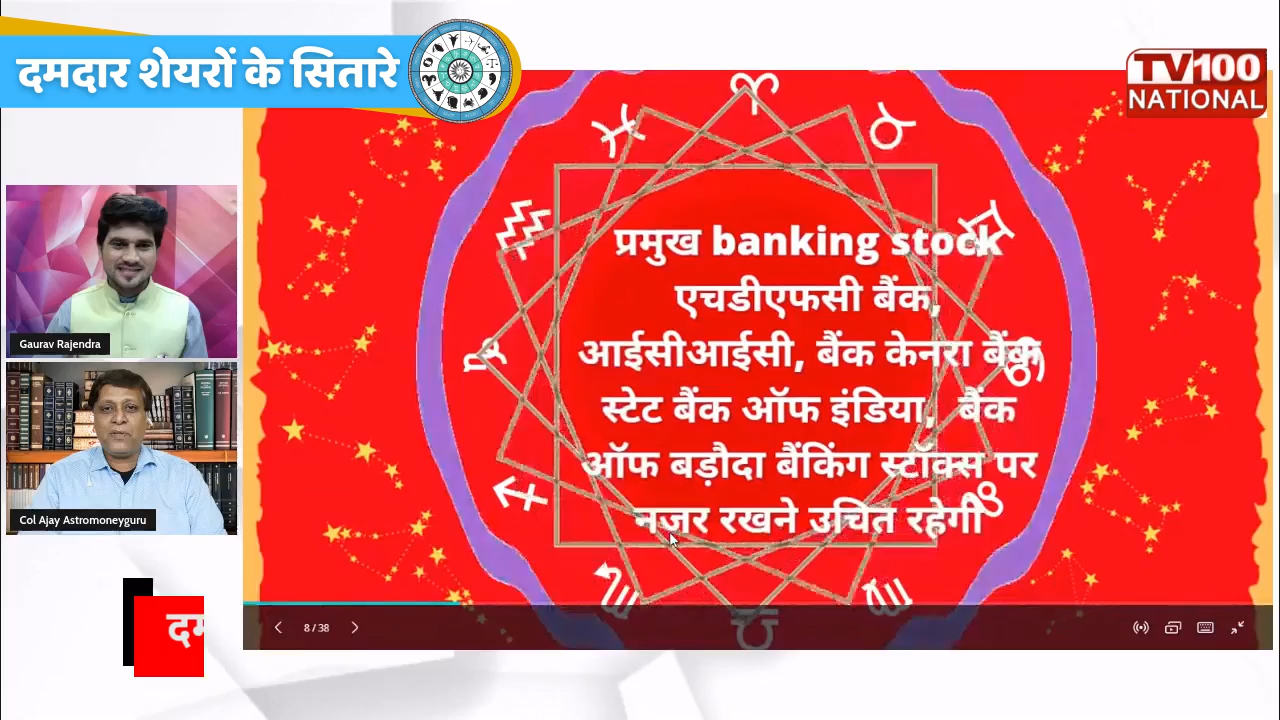 दमदार शेयरों के सितारे
TV100
NATIONAL
प्रमुख banking stock
एचडीएफसी बैंक,
आईसीआईसी, बैंक केनरा बैंक
स्टेट बैंक ऑफ इंडिया, बैंक
ऑफ बड़ौदा बैंकिंग स्टॉक्स पर
नज़र रखने उचित रहेगी
Gaurav Rajendra
Col Ajay Astromoneyguru
8 / 38